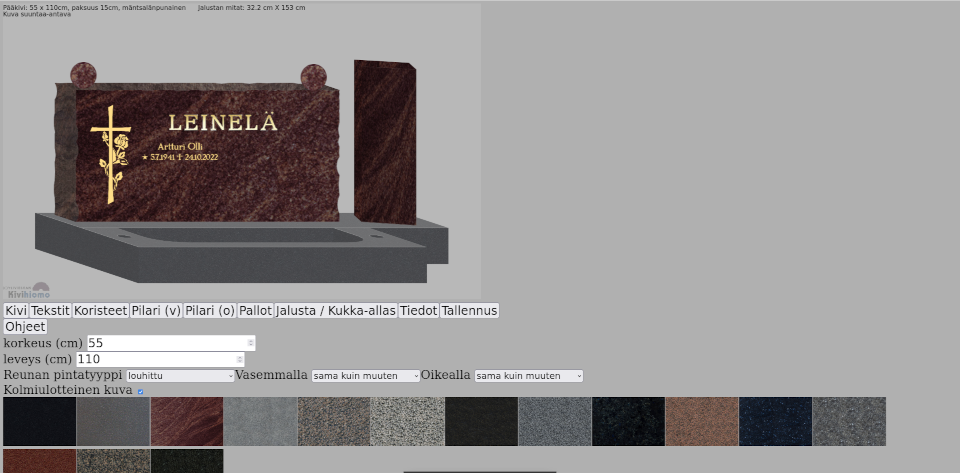 Pääkivi: 55 x 110cm, paksuus 15cm, mäntsälänpunainen Jalustan mitat: 32.2 cm X 153 cm
Kuva suuntaa-antava
LEINELÄ
Artturi Olli
★ 5.7.1941 ✝ 24.10.2022
Kivihiomo
Kivi Tekstit Koristeet Pilari (v) Pilari (o) Pallot Jalusta / Kukka-allas Tiedot Tallennus
Ohjeet
korkeus (cm) 55
leveys (cm) 110
Reunan pintatyyppi louhittu Vasemmalla sama kuin muuten Oikealla sama kuin muuten
Kolmiulotteinen kuva